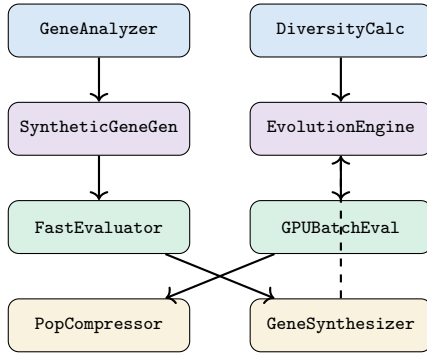 GeneAnalyzer
DiversityCalc
SyntheticGeneGen
EvolutionEngine
FastEvaluator
GPUBatchEval
PopCompressor
GeneSynthesizer